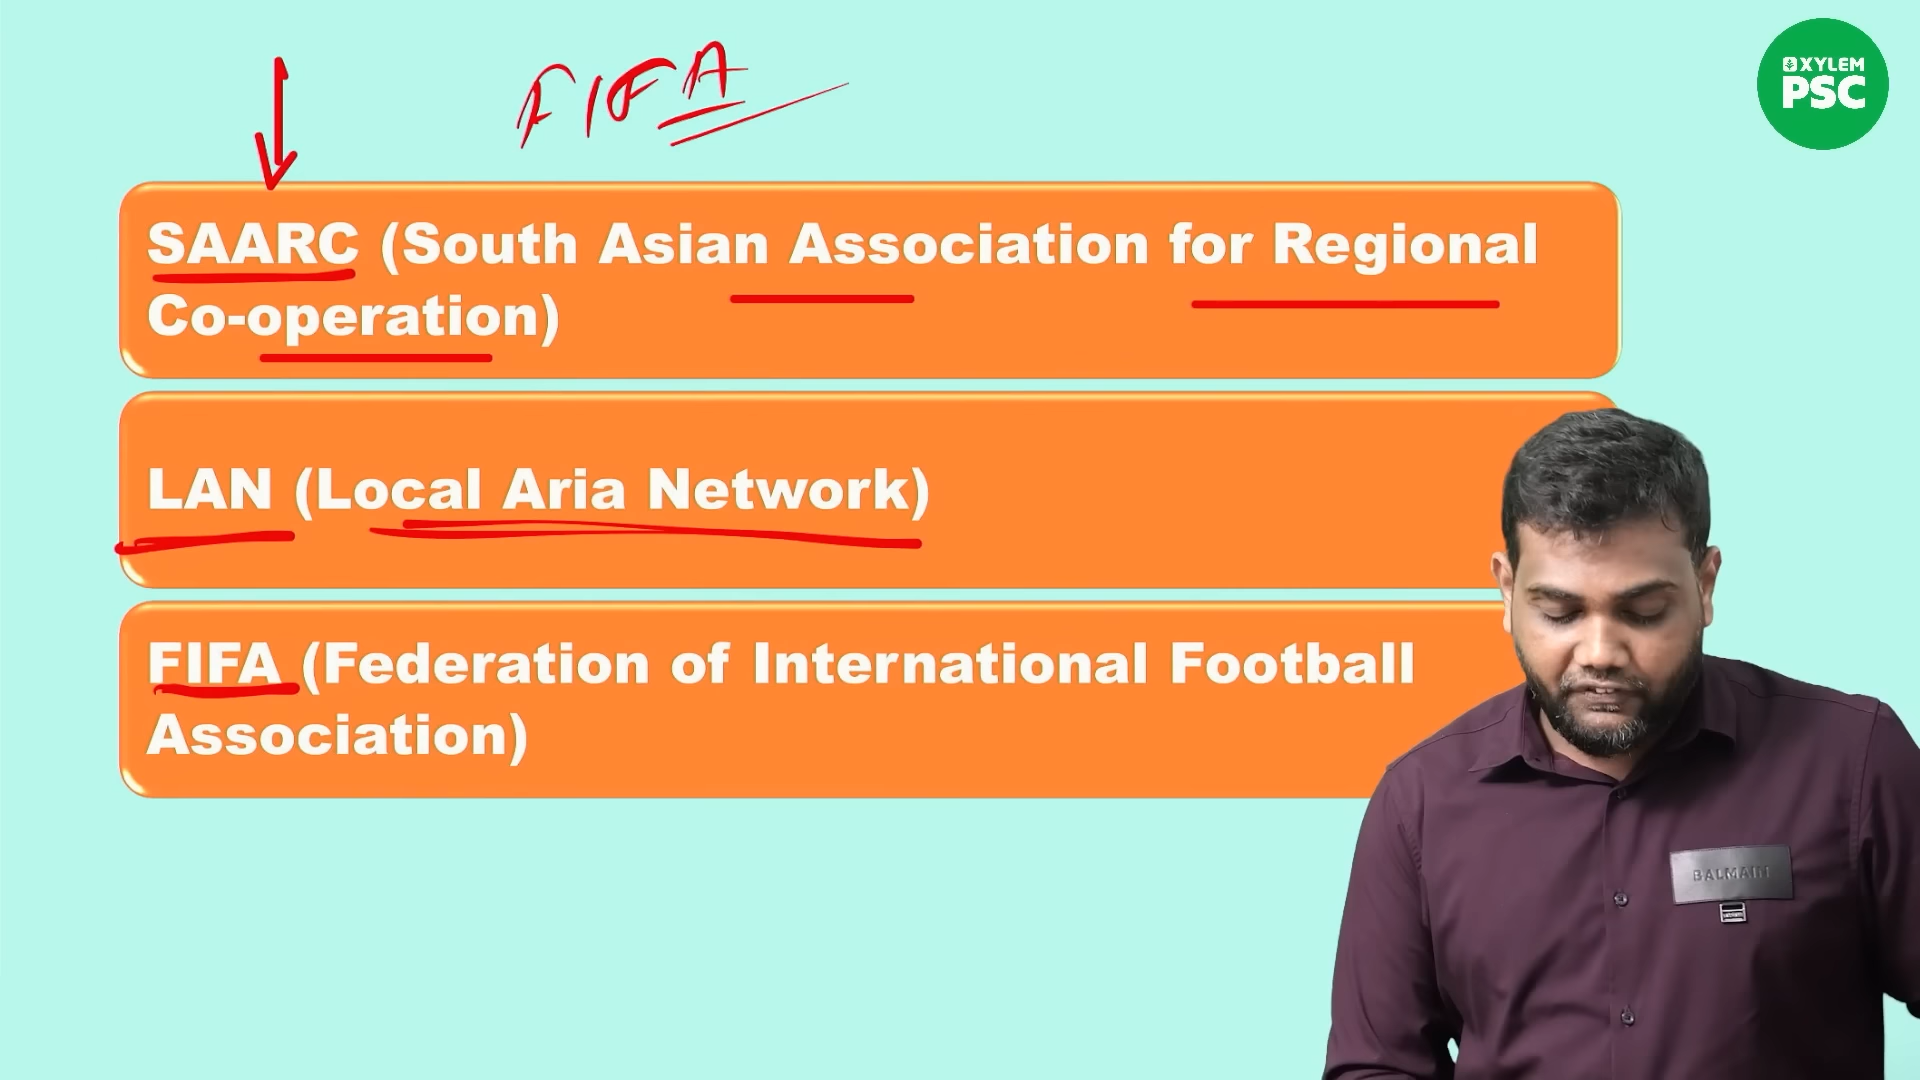 FIFA
XYLEM
PSC
SAARC (South Asian Association for Regional
Co-operation)
LAN (Local Aria Network)
FIFA (Federation of International Football
Association)
BALMAIN